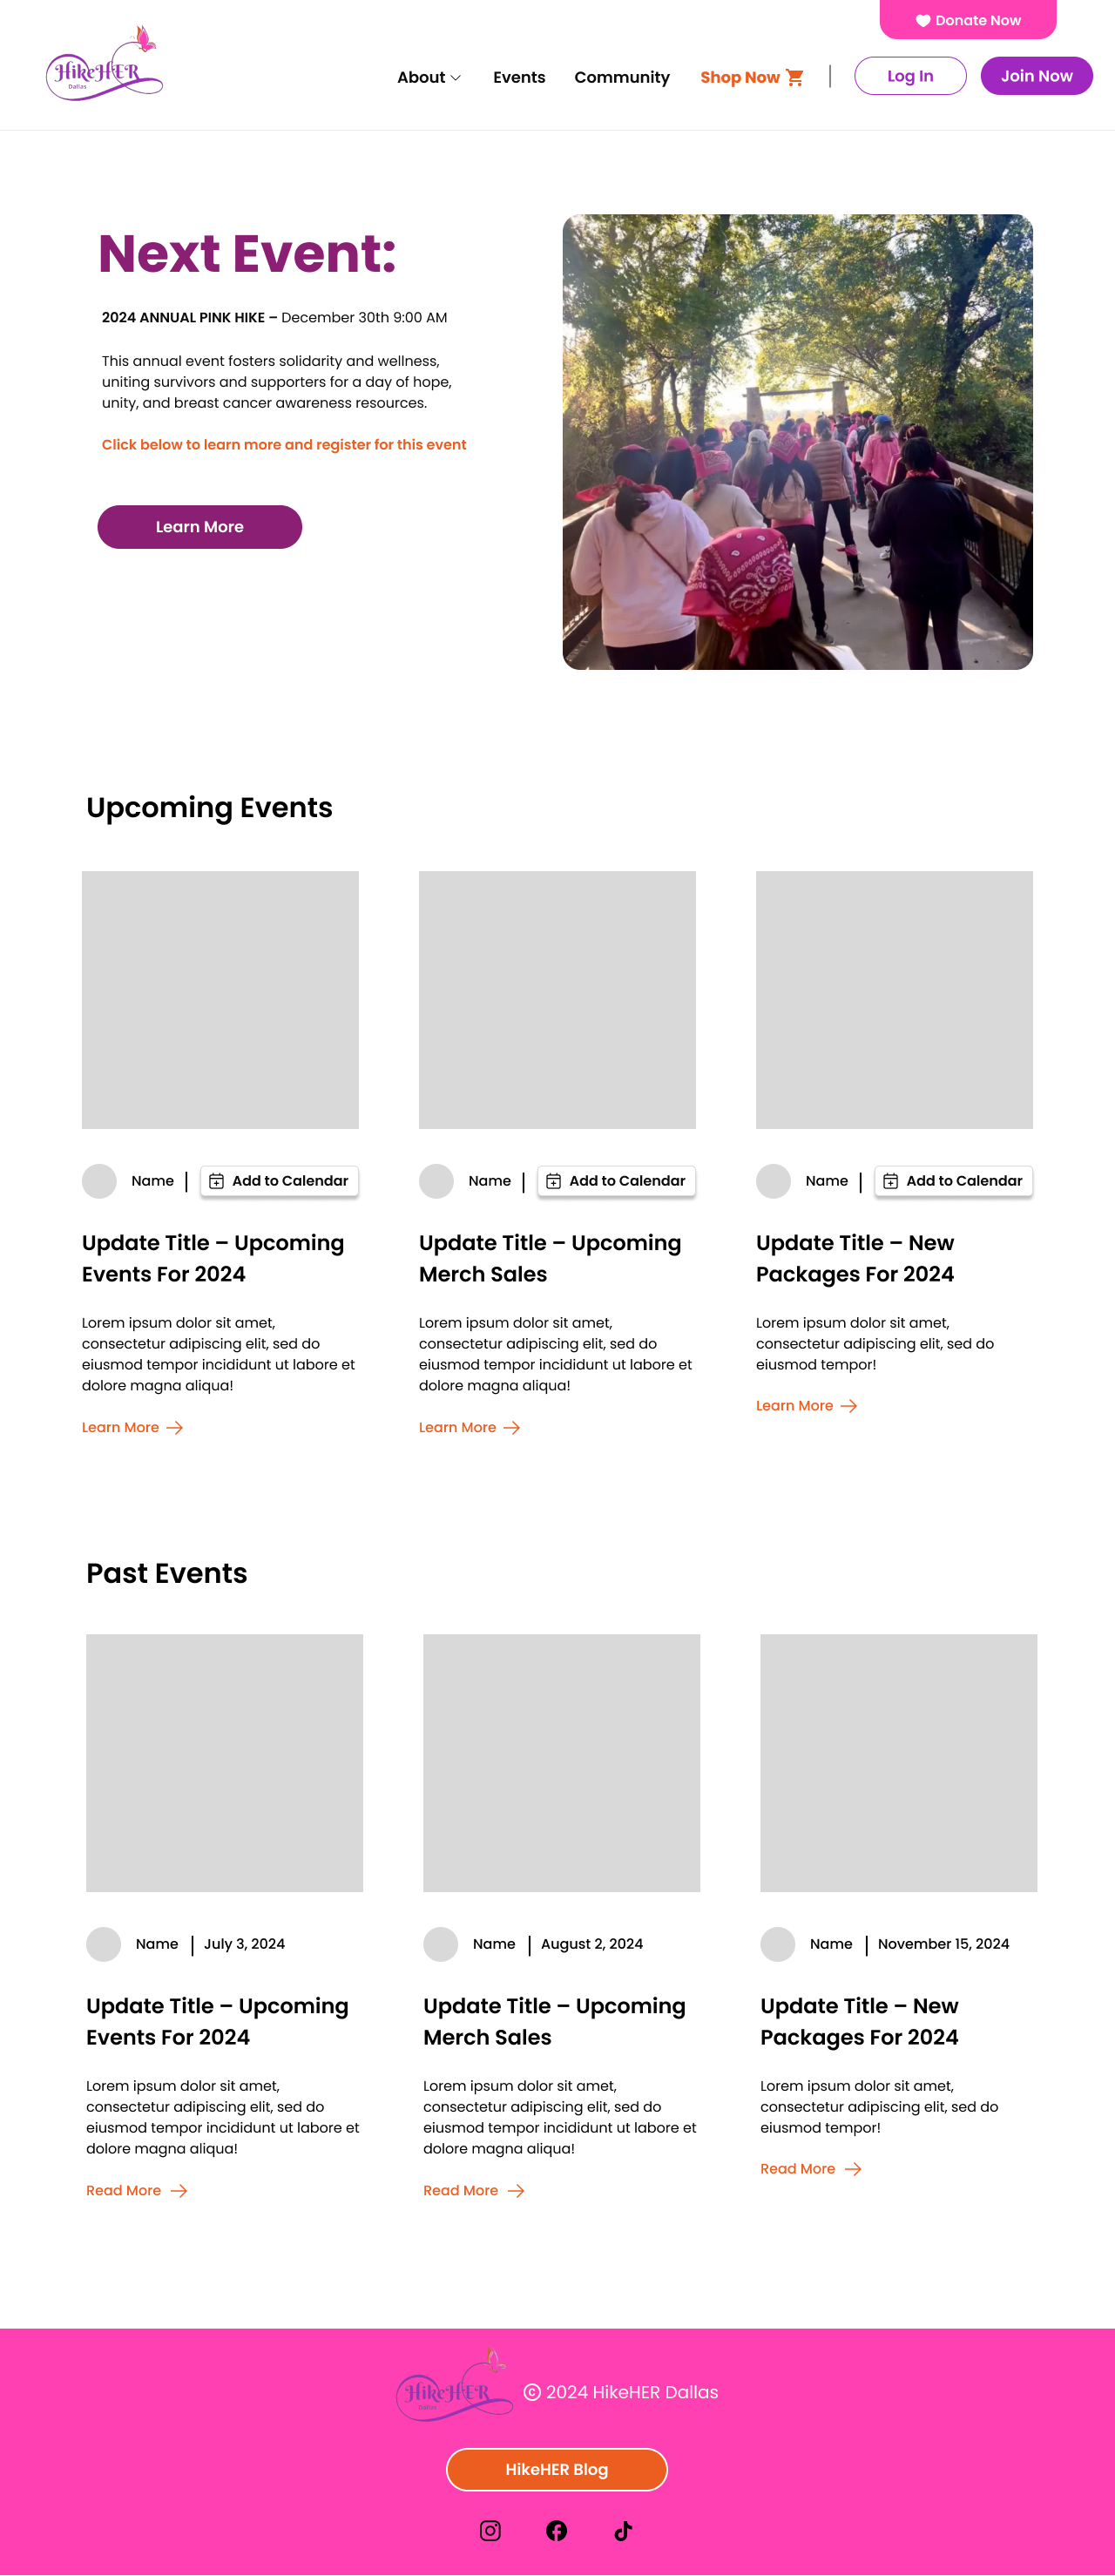 Donate Now
HikeHER
Dallas
About
Events
Community
Shop Now
Log In
Join Now
Next Event:
2024 ANNUAL PINK HIKE – December 30th 9:00 AM
This annual event fosters solidarity and wellness,
uniting survivors and supporters for a day of hope,
unity, and breast cancer awareness resources.
Click below to learn more and register for this event
Learn More
Upcoming Events
Name
Add to Calendar
Update Title – Upcoming
Events For 2024
Lorem ipsum dolor sit amet,
consectetur adipiscing elit, sed do
eiusmod tempor incididunt ut labore et
dolore magna aliqua!
Learn More
Name
Add to Calendar
Update Title – Upcoming
Merch Sales
Lorem ipsum dolor sit amet,
consectetur adipiscing elit, sed do
eiusmod tempor incididunt ut labore et
dolore magna aliqua!
Learn More
Name
Add to Calendar
Update Title – New
Packages For 2024
Lorem ipsum dolor sit amet,
consectetur adipiscing elit, sed do
eiusmod tempor!
Learn More
Past Events
Name | July 3, 2024
Update Title – Upcoming
Events For 2024
Lorem ipsum dolor sit amet,
consectetur adipiscing elit, sed do
eiusmod tempor incididunt ut labore et
dolore magna aliqua!
Read More
Name | August 2, 2024
Update Title – Upcoming
Merch Sales
Lorem ipsum dolor sit amet,
consectetur adipiscing elit, sed do
eiusmod tempor incididunt ut labore et
dolore magna aliqua!
Read More
Name | November 15, 2024
Update Title – New
Packages For 2024
Lorem ipsum dolor sit amet,
consectetur adipiscing elit, sed do
eiusmod tempor!
Read More
HikeHER
Dallas
© 2024 HikeHER Dallas
HikeHER Blog